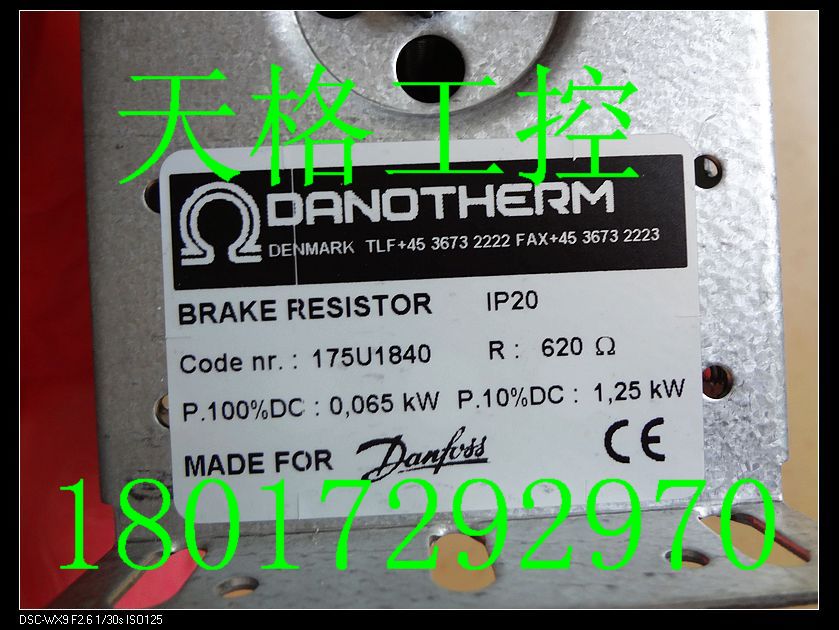 天格工控
DANOTHERM
DENMARK TLF+45 3673 2222 FAX+45 3673 2223
BRAKE RESISTOR IP20
Code nr. : 175U1840 R : 620 Ω
P.100%DC : 0,065 kW P.10%DC : 1,25 kW
MADE FOR Danfoss CE
18017292970
DSC-WX9 F2.6 1/30s ISO125